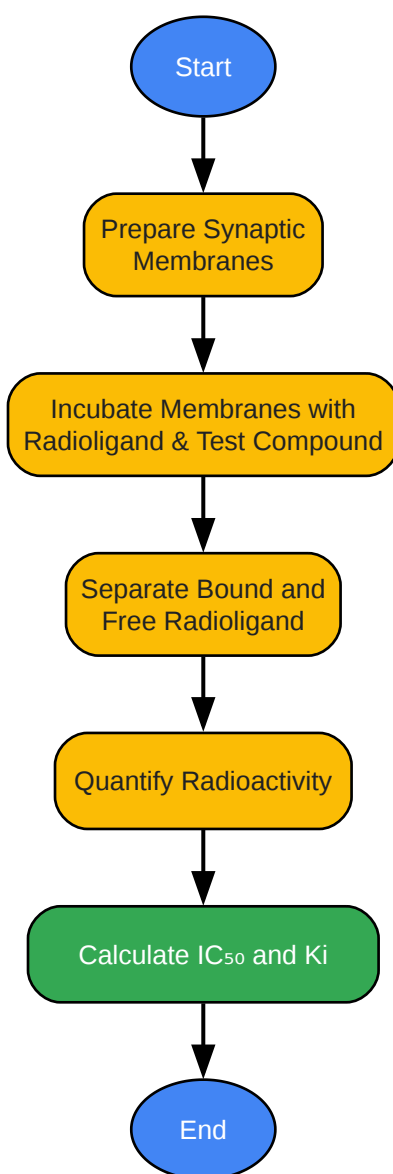 Start
Prepare Synaptic
Membranes
Incubate Membranes with
Radioligand & Test Compound
Separate Bound and
Free Radioligand
Quantify Radioactivity
Calculate IC₅₀ and Ki
End